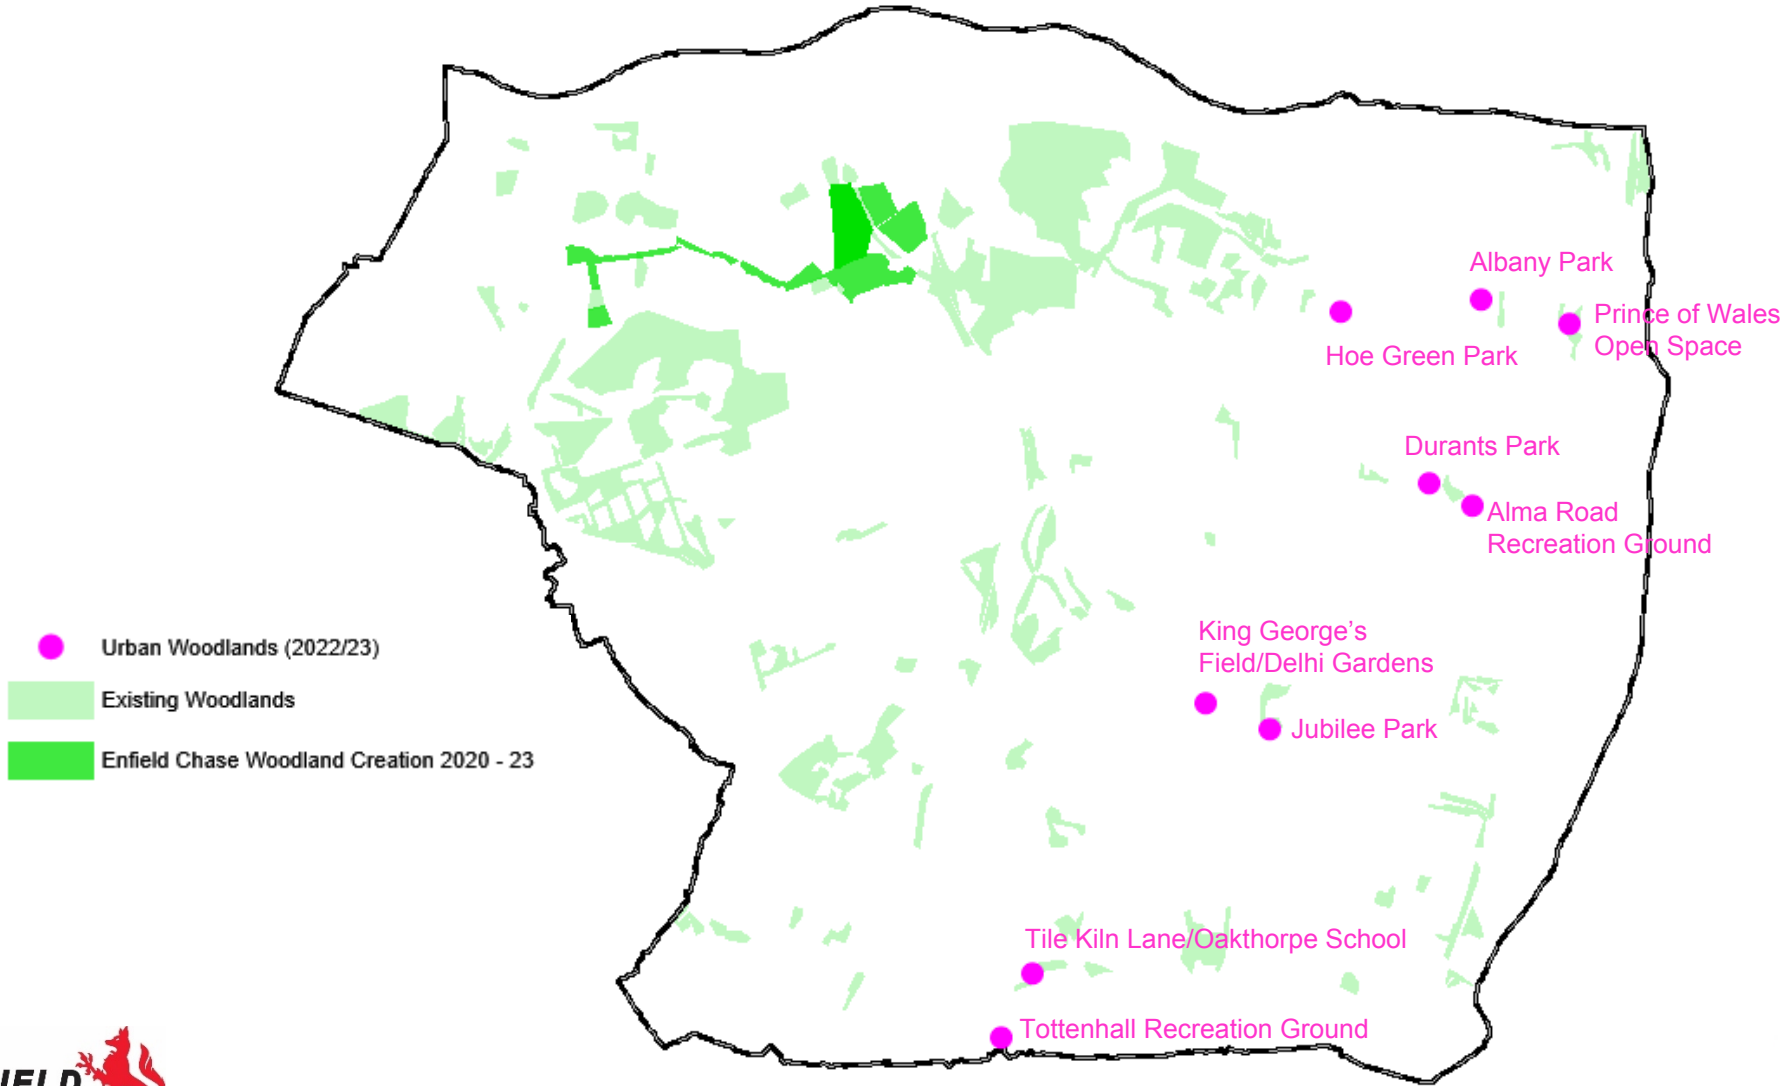 Albany Park
Prince of Wales
Open Space
Hoe Green Park
Durants Park
Alma Road
Recreation Ground
King George’s
Field/Delhi Gardens
Jubilee Park
Urban Woodlands (2022/23)
Existing Woodlands
Enfield Chase Woodland Creation 2020 - 23
Tile Kiln Lane/Oakthorpe School
Tottenhall Recreation Ground